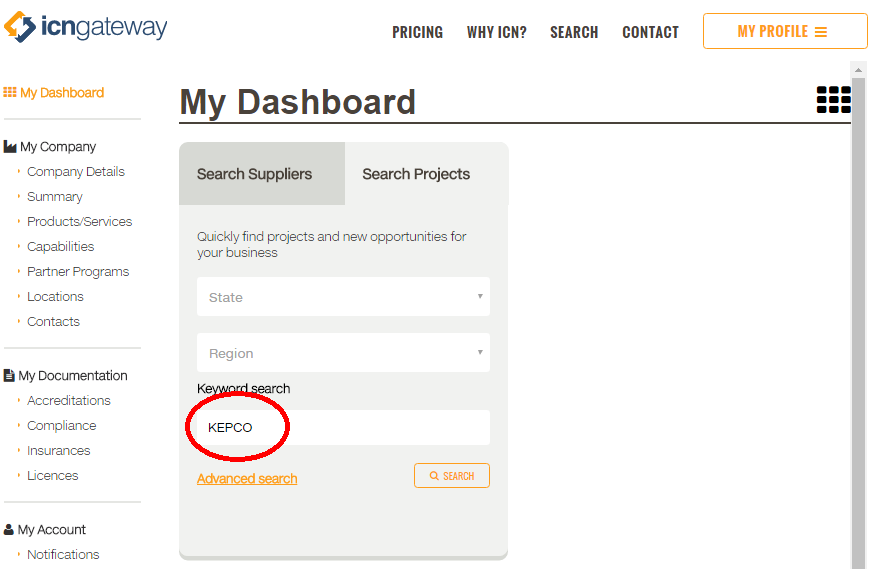 icngateway
PRICING
WHY ICN?
SEARCH
CONTACT
MY PROFILE
My Dashboard
My Company
Company Details
Summary
Products/Services
Capabilities
Partner Programs
Locations
Contacts
My Documentation
Accreditations
Compliance
Insurances
Licences
My Account
Notifications
My Dashboard
Search Suppliers
Search Projects
Quickly find projects and new opportunities for
your business
State
Region
Keyword search
KEPCO
Advanced search
SEARCH